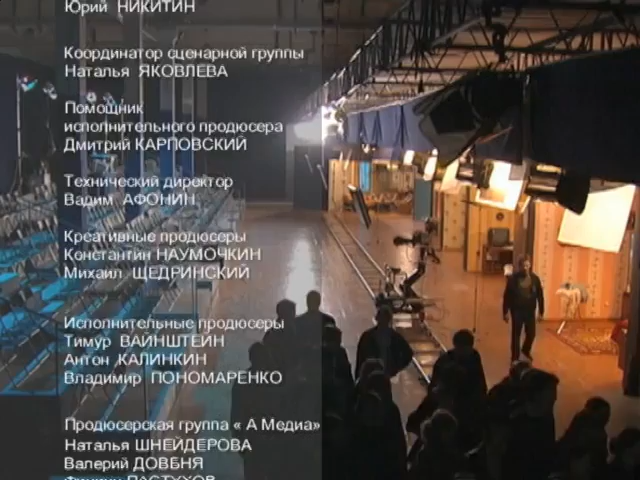 Юрий НИКИТИН
Координатор сценарной группы
Наталья ЯКОВЛЕВА
Помощник
исполнительного продюсера
Дмитрий КАРПОВСКИЙ
Технический директор
Вадим АФОНИН
Креативные продюсеры
Константин НАУМОЧКИН
Михаил ЩЕДРИНСКИЙ
Исполнительные продюсеры
Тимур ВАЙНШТЕЙН
Антон КАЛИНКИН
Владимир ПОНОМАРЕНКО
Продюсерская группа « А Медиа»
Наталья ШНЕЙДЕРОВА
Валерий ДОВБНЯ
ПАСТУХОВ